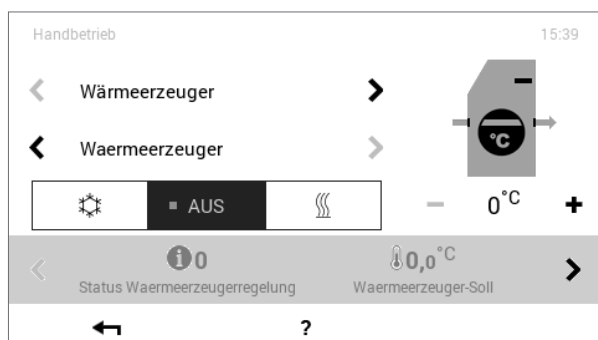 Handbetrieb 15:39
Wärmeerzeuger
Waermeerzeuger
°C
AUS
0°C
0
0,0°C
Status Waermeerzeugerregelung
Waermeerzeuger-Soll
?